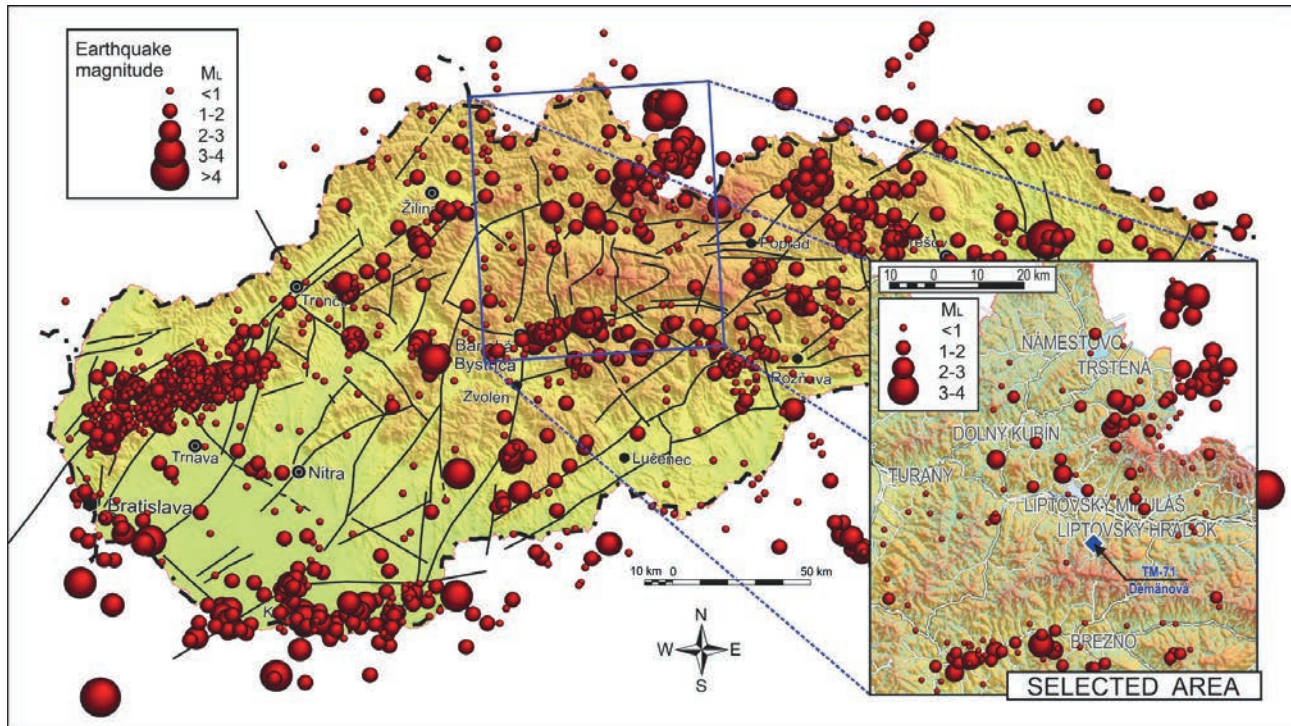 Earthquake
magnitude
ML
<1
1-2
2-3
3-4
>4
Žilina
Poprad
Banská
Bystrica
Zvolen
Rožňava
Trnava
Nitra
Lučenec
Bratislava
10 km 0 50 km
N
W E
S
10 0 10 20 km
ML
<1
1-2
2-3
3-4
NÁMESTOVO
TRSTENÁ
DOLNÝ KUBÍN
TURANY
LIPTOVSKÝ MIKULÁŠ
LIPTOVSKÝ HRÁDOK
TM-71
Demänová
BREZNO
SELECTED AREA